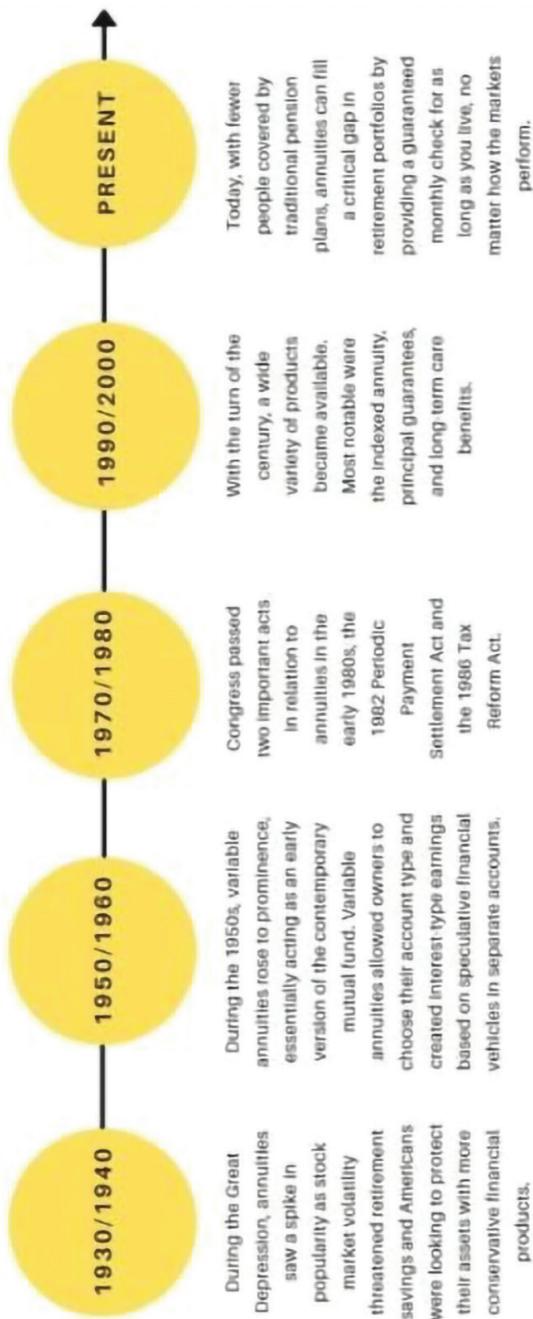 1930/1940
During the Great
Depression, annuities
saw a spike in
popularity as stock
market volatility
threatened retirement
savings and Americans
were looking to protect
their assets with more
conservative financial
products.
1950/1960
During the 1950s, variable
annuities rose to prominence,
essentially acting as an early
version of the contemporary
mutual fund. Variable
annuities allowed owners to
choose their account type and
created interest-type earnings
based on speculative financial
vehicles in separate accounts.
1970/1980
Congress passed
two important acts
in relation to
annuities in the
early 1980s, the
1982 Periodic
Payment
Settlement Act and
the 1986 Tax
Reform Act.
1990/2000
With the turn of the
century, a wide
variety of products
became available.
Most notable were
the indexed annuity,
principal guarantees,
and long-term care
benefits.
PRESENT
Today, with fewer
people covered by
traditional pension
plans, annuities can fill
a critical gap in
retirement portfolios by
providing a guaranteed
monthly check for as
long as you live, no
matter how the markets
perform.